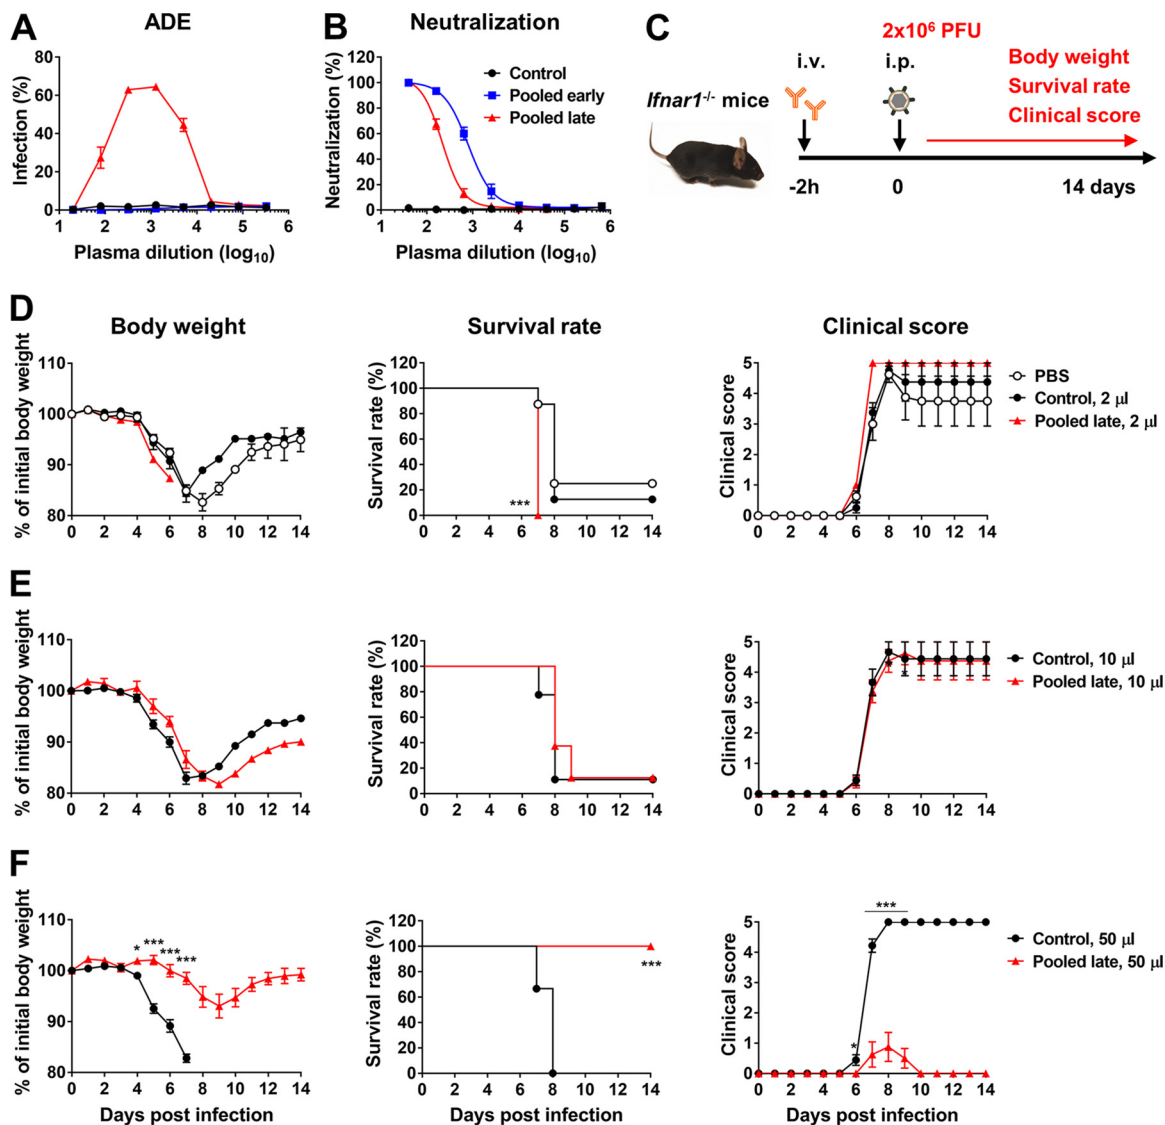 A
ADE
Infection (%)
80
60
40
20
0
1 2 3 4 5 6
Plasma dilution (log10)
B
Neutralization
Neutralization (%)
120
100
80
60
40
20
0
1 2 3 4 5 6
Plasma dilution (log10)
Control
Pooled early
Pooled late
C
2x10⁶ PFU
i.v.
i.p.
Body weight
Survival rate
Clinical score
Ifnar1-/- mice
-2h
0
14 days
D
Body weight
% of initial body weight
110
100
90
80
0 2 4 6 8 10 12 14
Survival rate
Survival rate (%)
120
100
80
60
40
20
0
***
0 2 4 6 8 10 12 14
Clinical score
Clinical score
5
4
3
2
1
0
0 2 4 6 8 10 12 14
PBS
Control, 2 µl
Pooled late, 2 µl
E
% of initial body weight
110
100
90
80
0 2 4 6 8 10 12 14
Survival rate (%)
120
100
80
60
40
20
0
0 2 4 6 8 10 12 14
Clinical score
5
4
3
2
1
0
0 2 4 6 8 10 12 14
Control, 10 µl
Pooled late, 10 µl
F
% of initial body weight
110
100
90
80
* *** *** ***
0 2 4 6 8 10 12 14
Days post infection
Survival rate (%)
120
100
80
60
40
20
0
***
0 2 4 6 8 10 12 14
Days post infection
Clinical score
5
4
3
2
1
0
***
*
0 2 4 6 8 10 12 14
Days post infection
Control, 50 µl
Pooled late, 50 µl